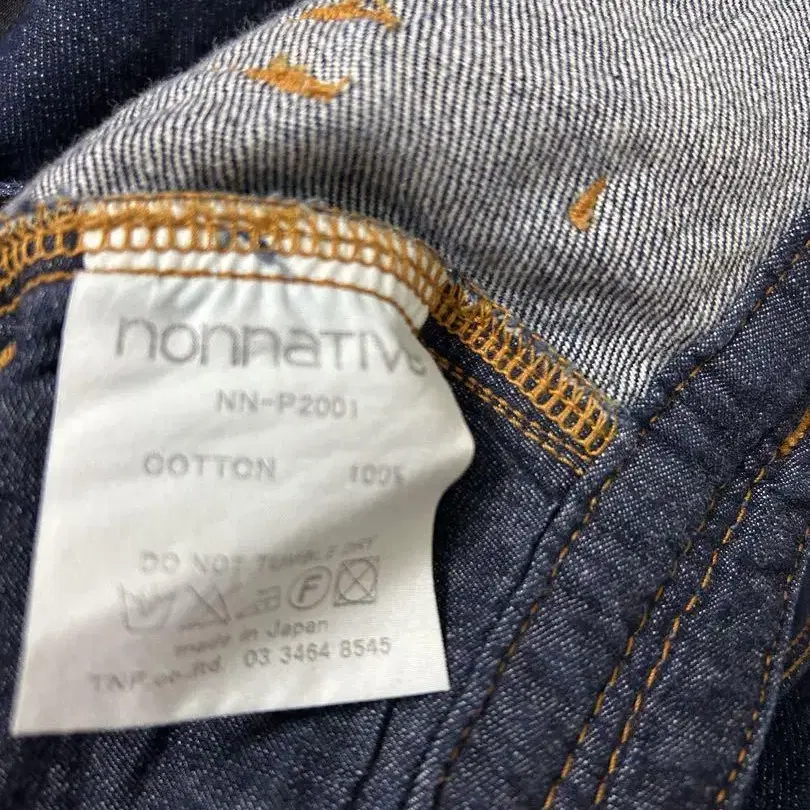 nonnative
NN-P2001
COTTON 100%
DO NOT TUMBLE DRY
F
made in Japan
03 3464 8545